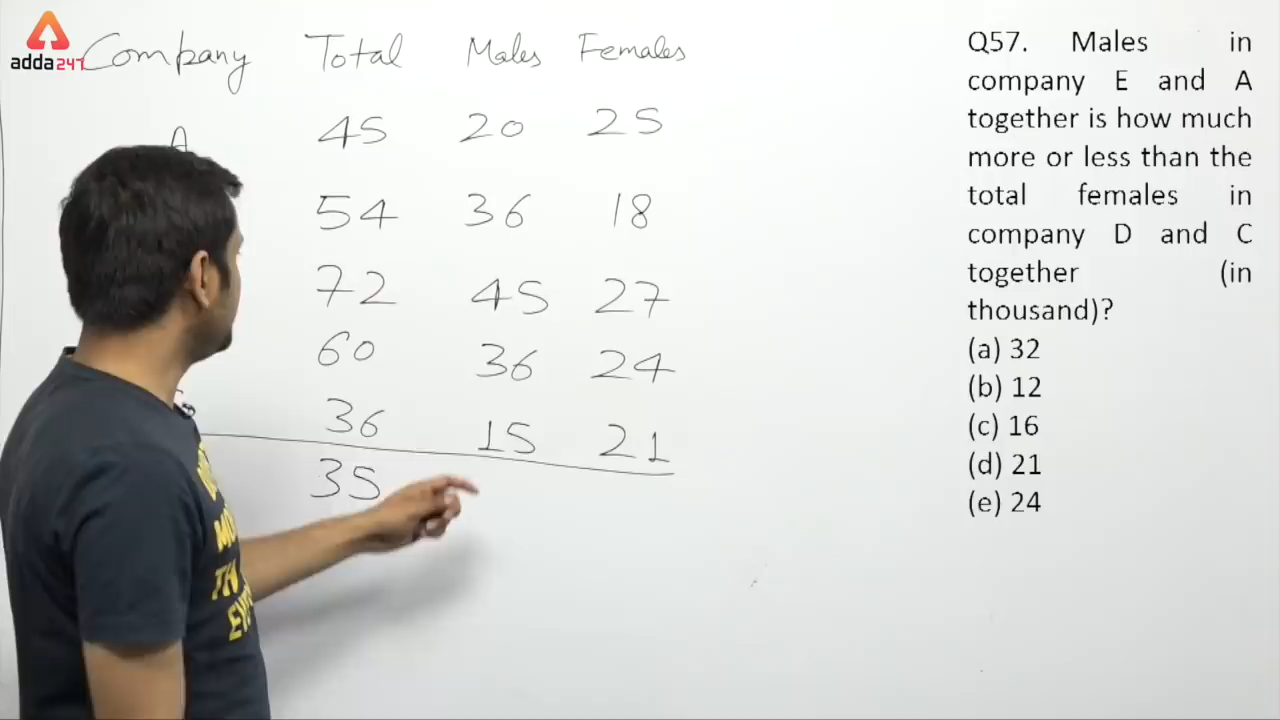 adda247
Company Total Males Females
A 45 20 25
54 36 18
72 45 27
60 36 24
36 15 21
35
Q57. Males in
company E and A
together is how much
more or less than the
total females in
company D and C
together (in
thousand)?
(a) 32
(b) 12
(c) 16
(d) 21
(e) 24